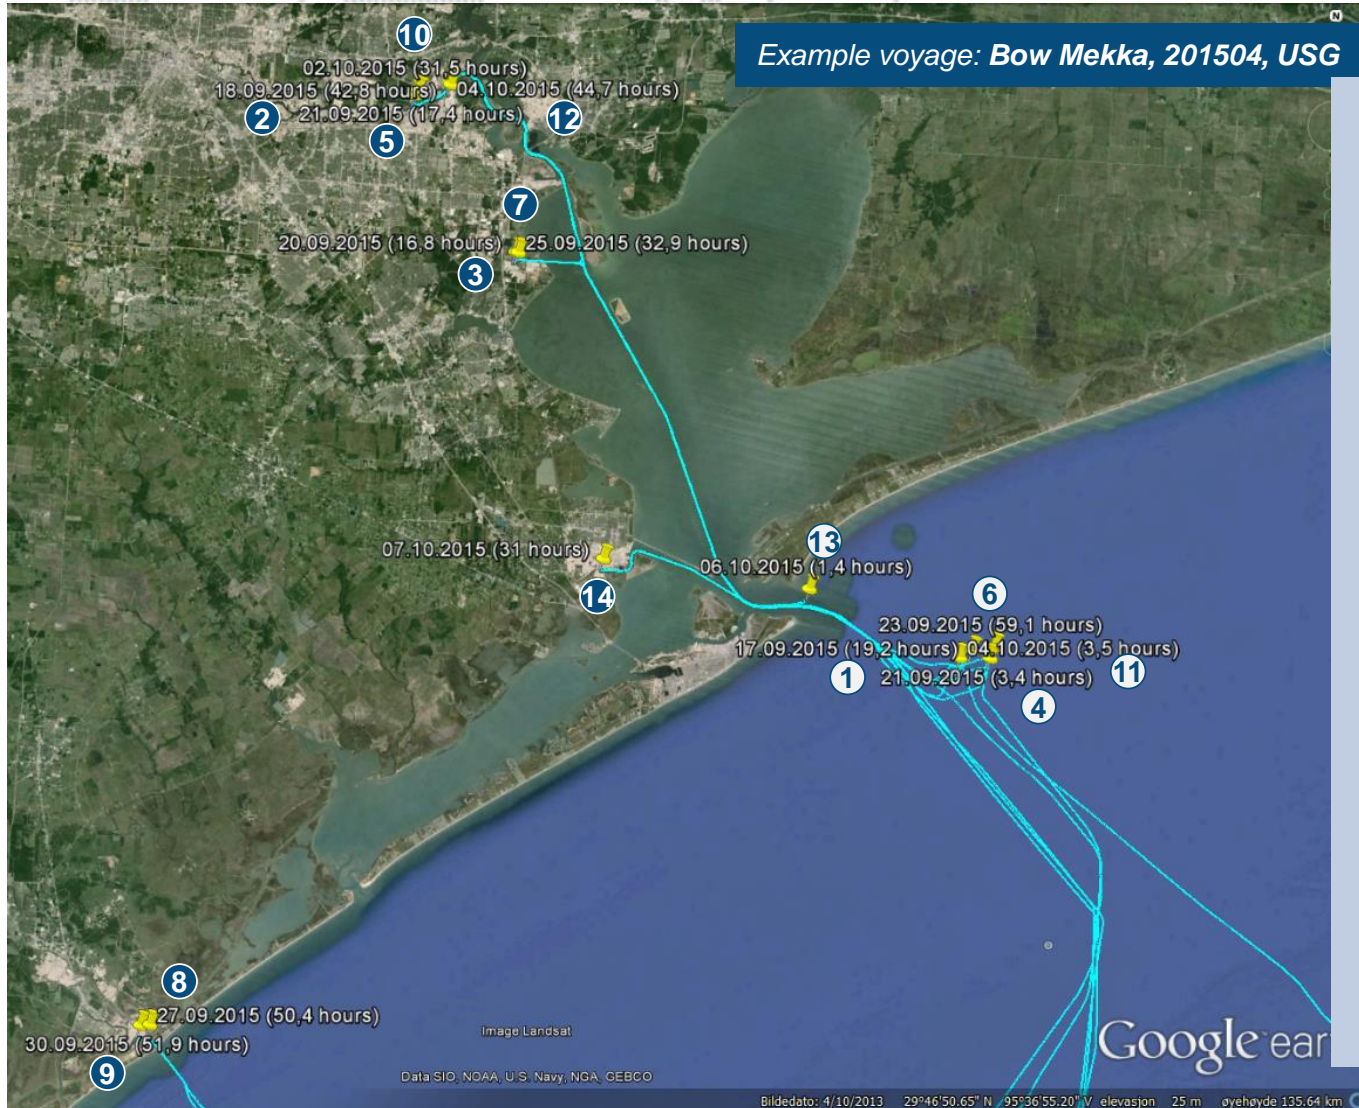 N
Example voyage: Bow Mekka, 201504, USG
10
02.10.2015 (31,5 hours)
18.09.2015 (42,8 hours)
04.10.2015 (44,7 hours)
21.09.2015 (17,4 hours)
2
5
12
7
20.09.2015 (16,8 hours)
25.09.2015 (32,9 hours)
3
13
07.10.2015 (31 hours)
06.10.2015 (1,4 hours)
14
6
23.09.2015 (59,1 hours)
17.09.2015 (19,2 hours)
04.10.2015 (3,5 hours)
1
21.09.2015 (3,4 hours)
11
4
8
27.09.2015 (50,4 hours)
30.09.2015 (51,9 hours)
9
Image Landsat
Data SIO, NOAA, U.S. Navy, NGA, GEBCO
Google ear
Bildedato: 4/10/2013 29°46'50.65" N 95°36'55.20" V elevasjon 25 m øyehøyde 135.64 km